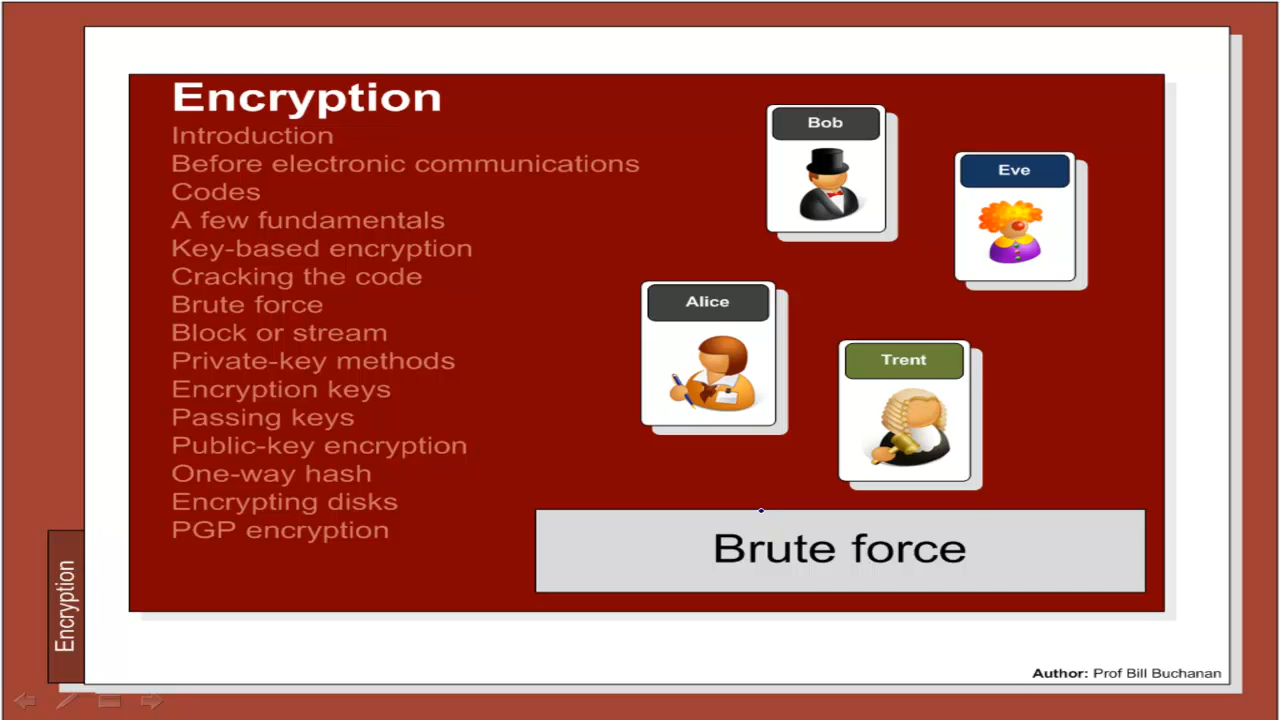 Encryption
Introduction
Before electronic communications
Codes
A few fundamentals
Key-based encryption
Cracking the code
Brute force
Block or stream
Private-key methods
Encryption keys
Passing keys
Public-key encryption
One-way hash
Encrypting disks
PGP encryption
Bob
Eve
Alice
Trent
Brute force
Encryption
Author: Prof Bill Buchanan